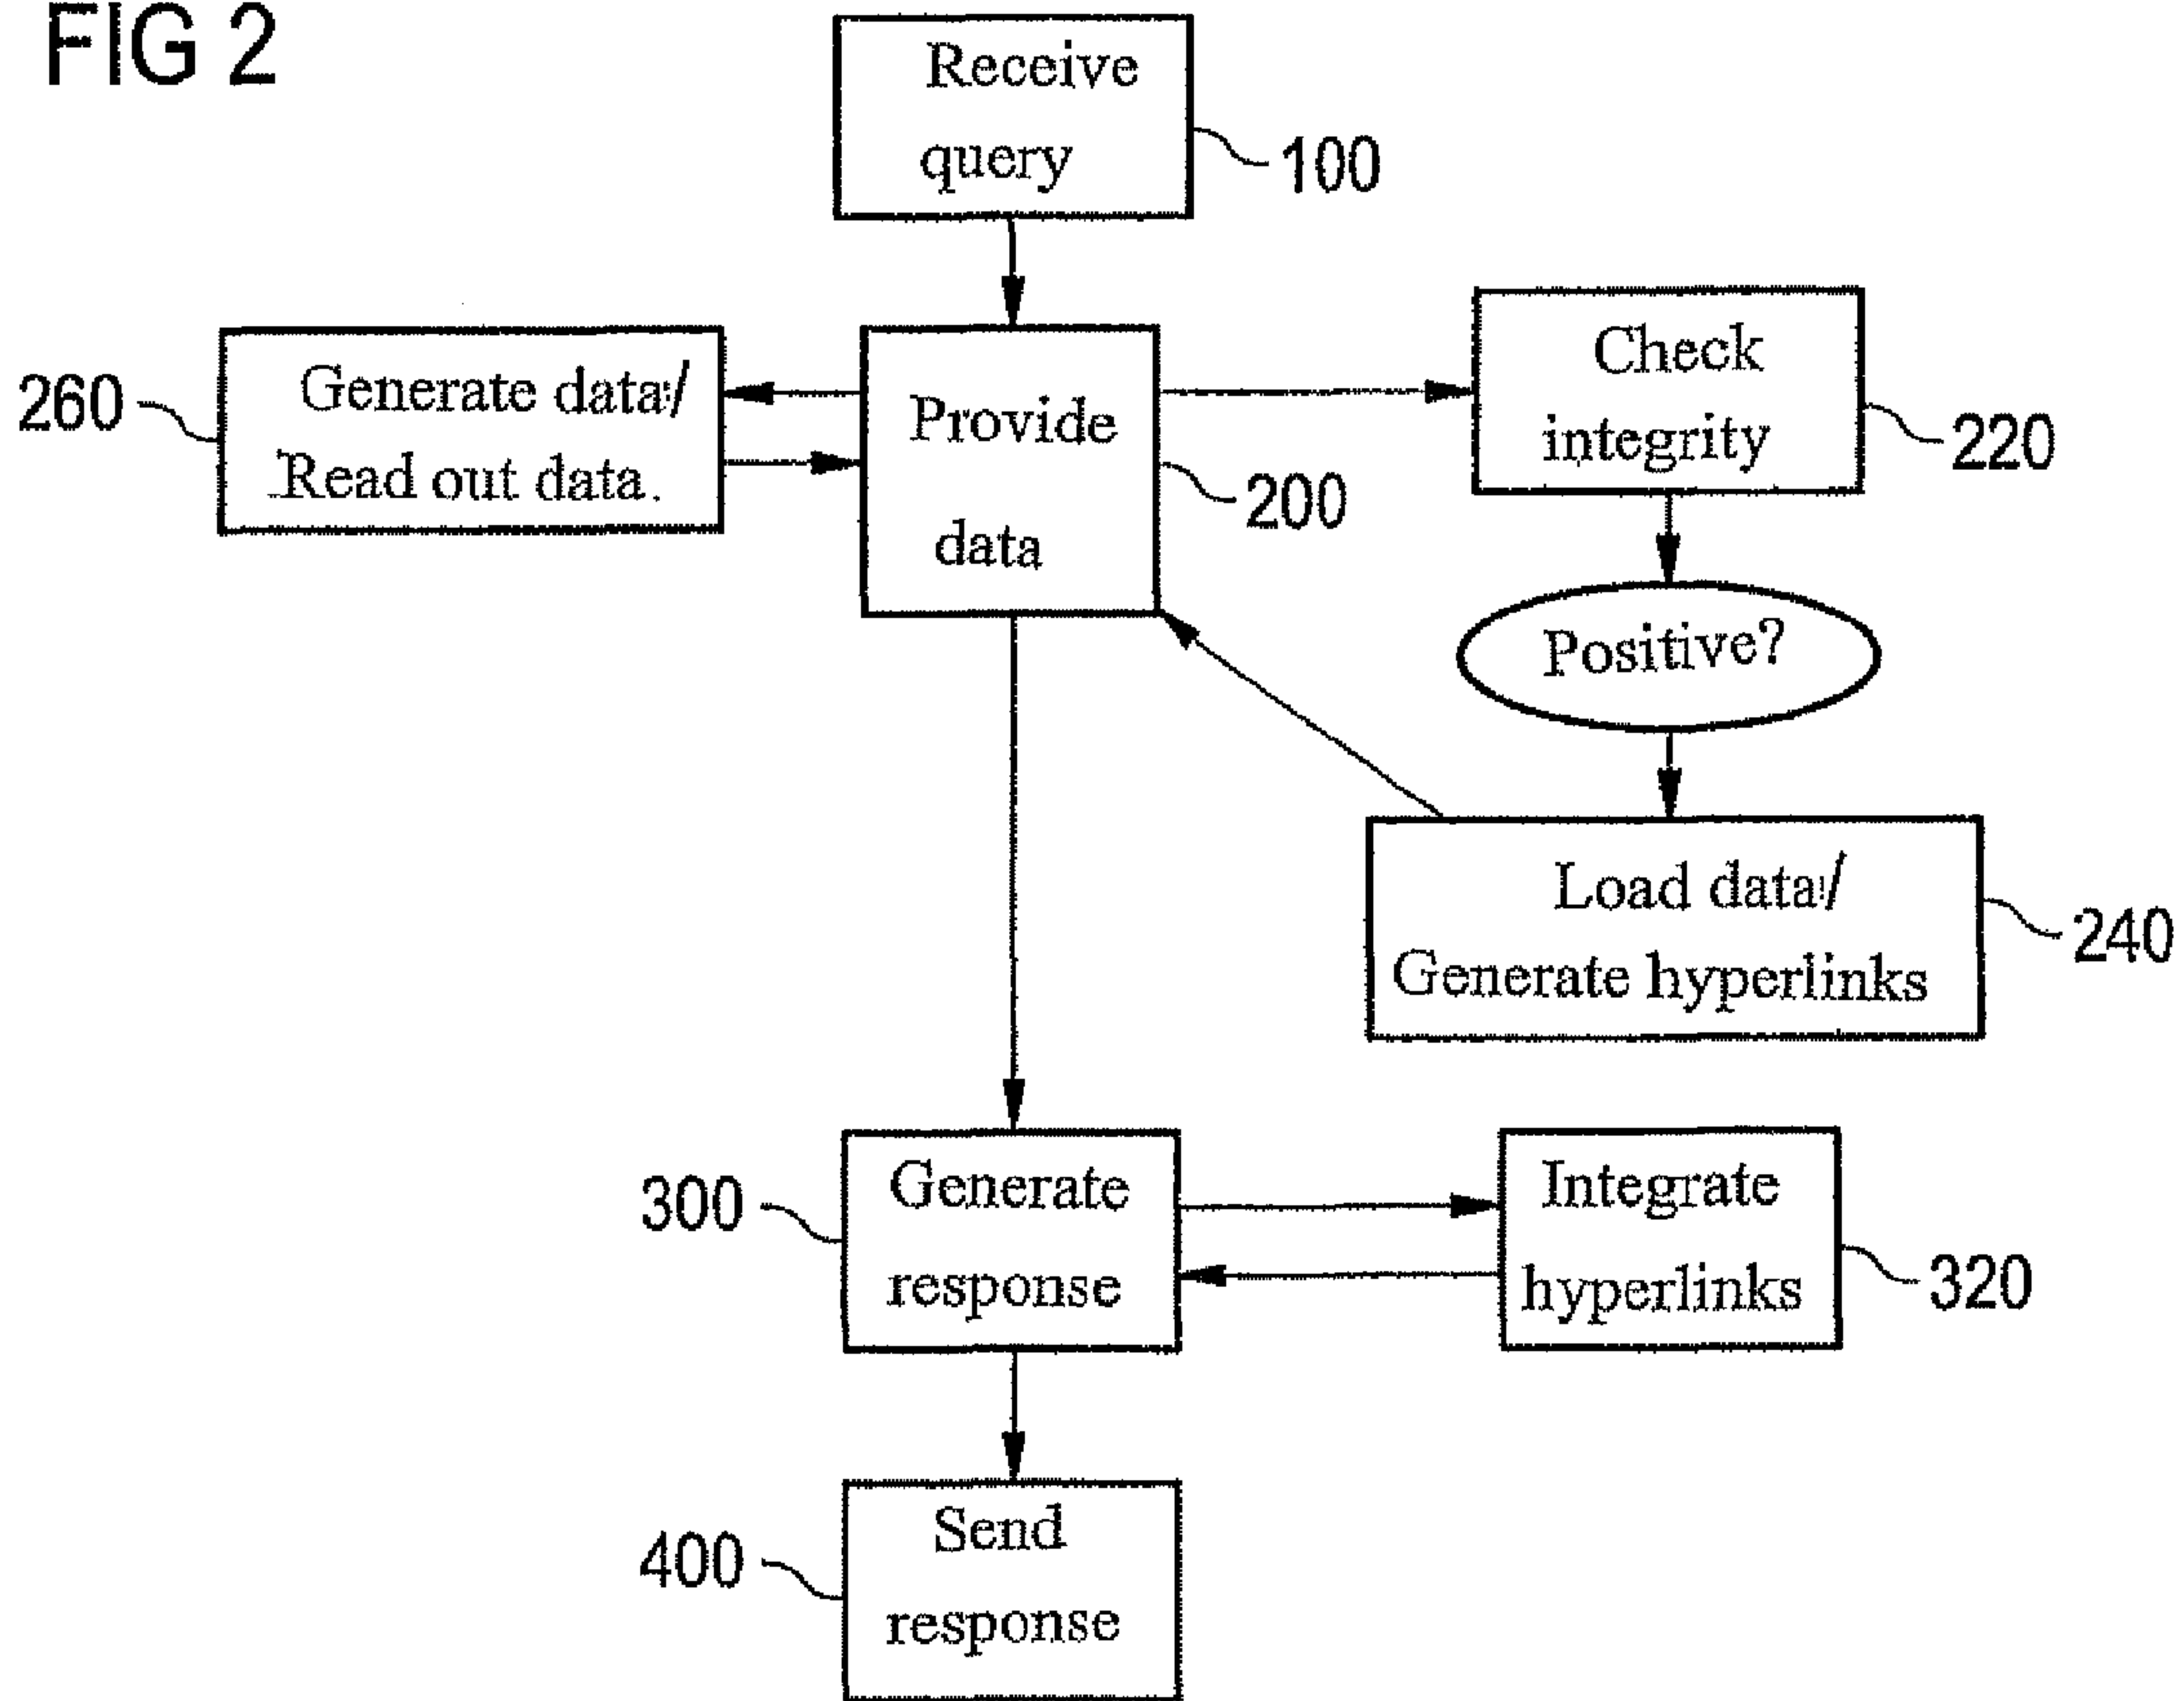 FIG 2
Receive
query
100
Generate data/
Read out data.
260
Provide
data
200
Check
integrity
220
Positive?
Load data/
Generate hyperlinks
240
Generate
response
300
Integrate
hyperlinks
320
Send
response
400